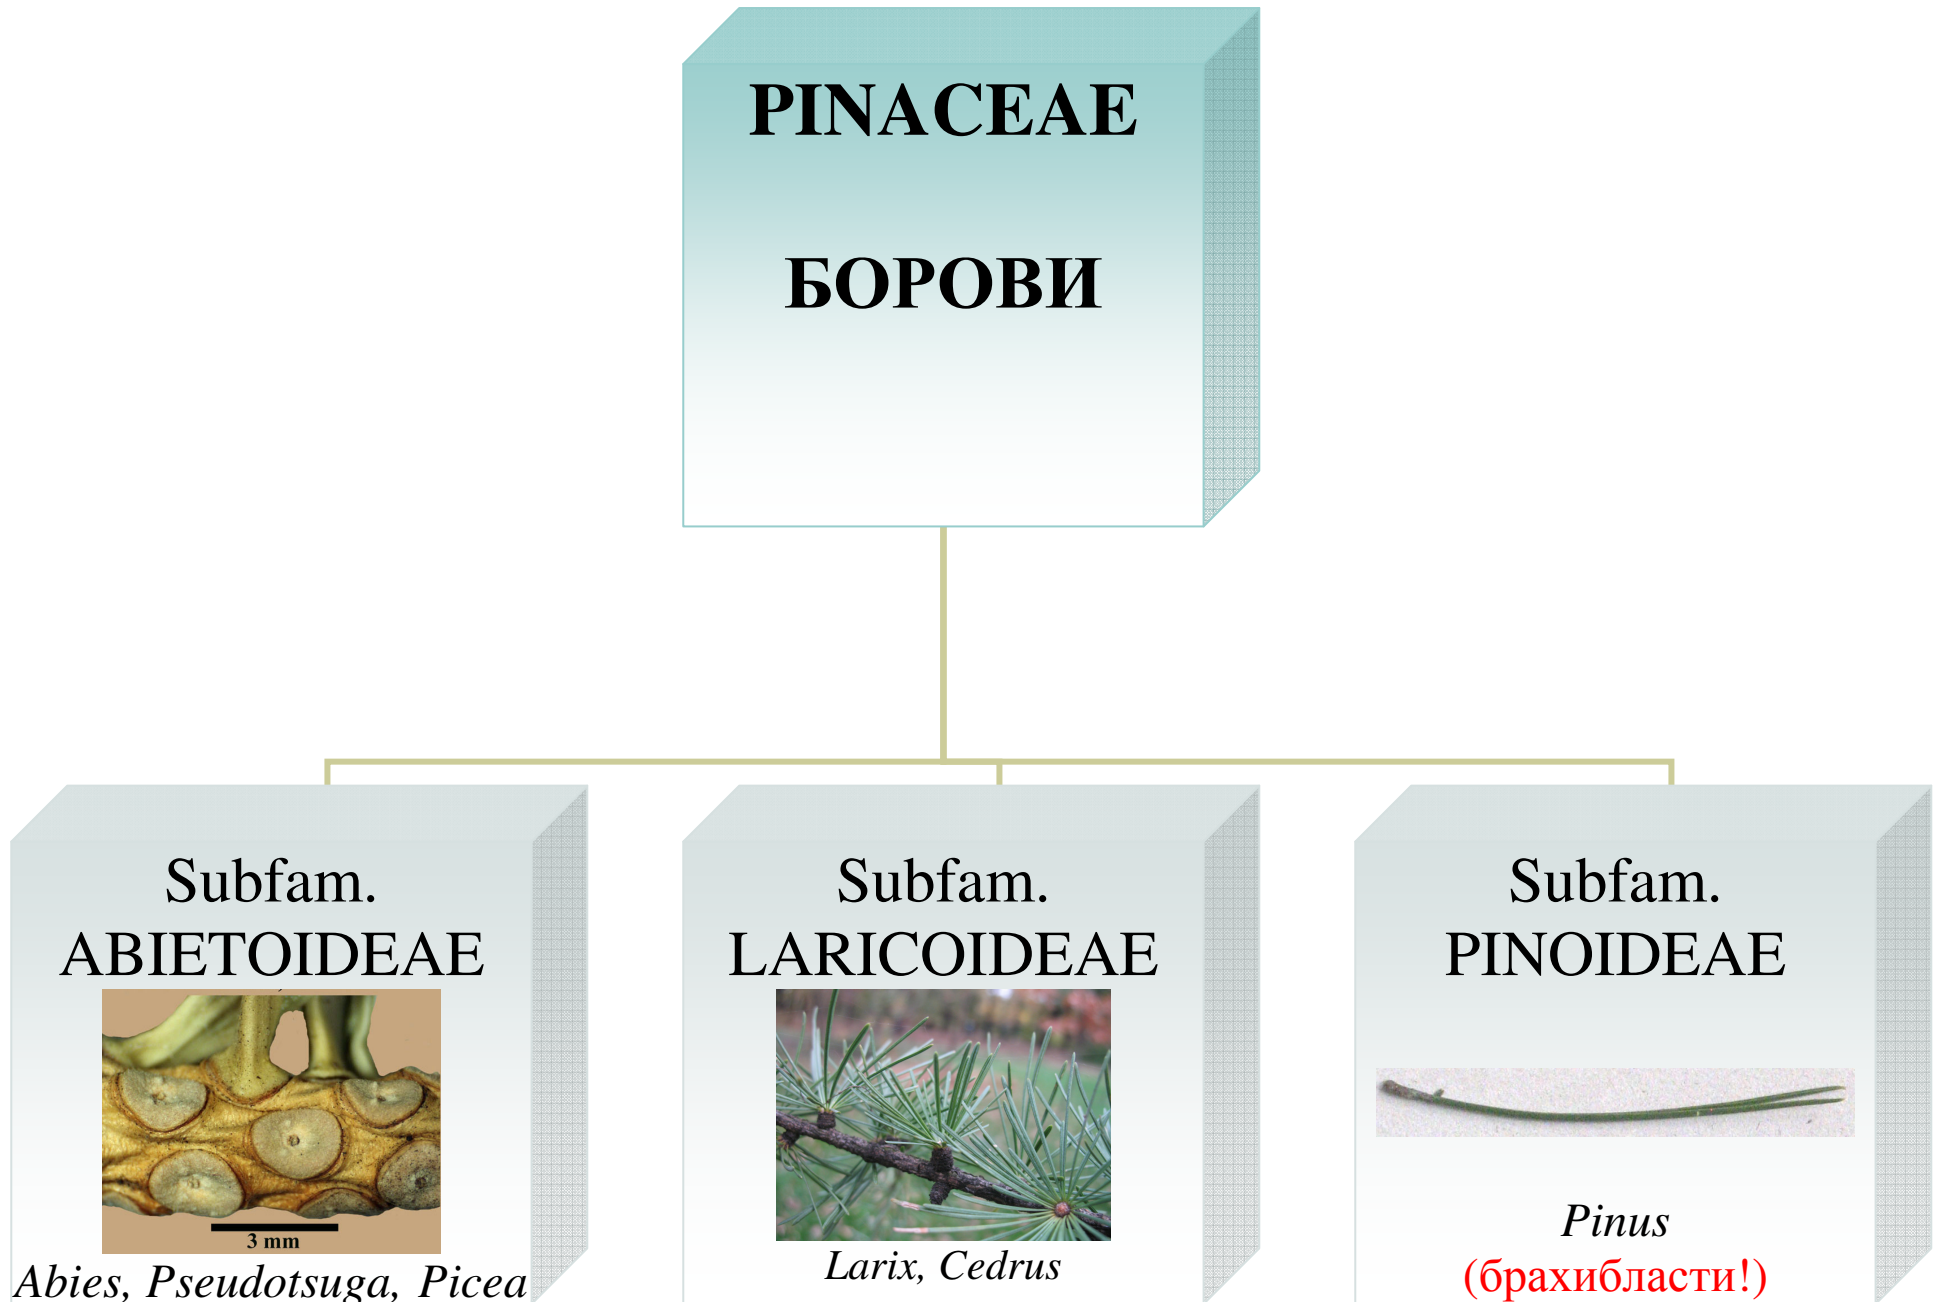 PINACEAE
БОРОВИ
Subfam.
ABIETOIDEAE
3 mm
Abies, Pseudotsuga, Picea
Subfam.
LARICOIDEAE
Larix, Cedrus
Subfam.
PINOIDEAE
Pinus
(брахибласти!)